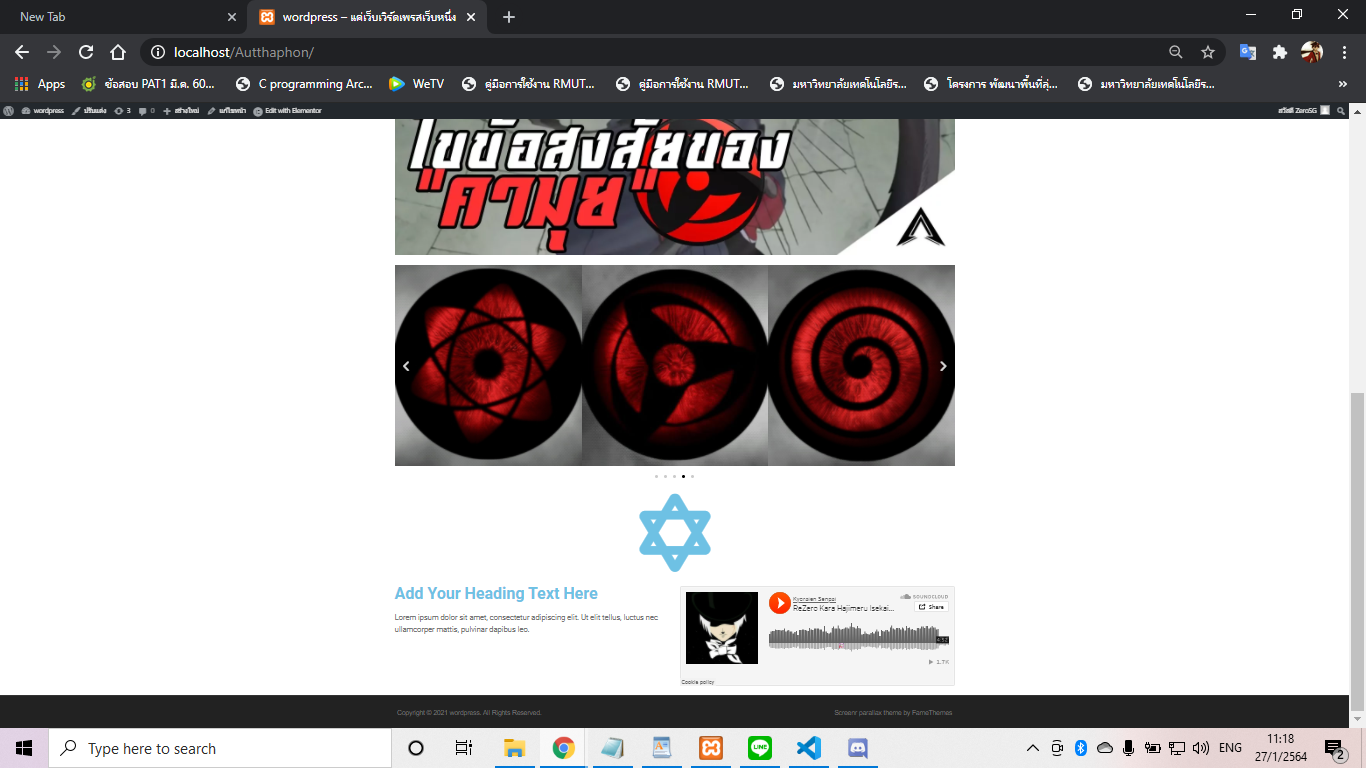 New Tab
wordpress – แค่เว็บเวิร์ดเพรสเว็บหนึ่ง
localhost/Autthaphon/
Apps
ข้อสอบ PAT1 มี.ค. 60...
C programming Arc...
WeTV
คู่มือการใช้งาน RMUT...
คู่มือการใช้งาน RMUT...
มหาวิทยาลัยเทคโนโลยีร...
โครงการ พัฒนาพื้นที่ลุ่...
มหาวิทยาลัยเทคโนโลยีร...
wordpress
ปรับแต่ง
3
0
สร้างใหม่
แก้ไขหน้า
Edit with Elementor
สวัสดี ZeroSG
ไขข้อสงสัยของ
"คามุย"
Add Your Heading Text Here
Lorem ipsum dolor sit amet, consectetur adipiscing elit. Ut elit tellus, luctus nec
ullamcorper mattis, pulvinar dapibus leo.
Kyonsien Senpai
Re:Zero Kara Hajimeru Isekai...
SOUNDCLOUD
Share
4:52
1.7K
Cookie policy
Copyright © 2021 wordpress. All Rights Reserved.
Screenr parallax theme by FameThemes
Type here to search
ENG
11:18
27/1/2564
2